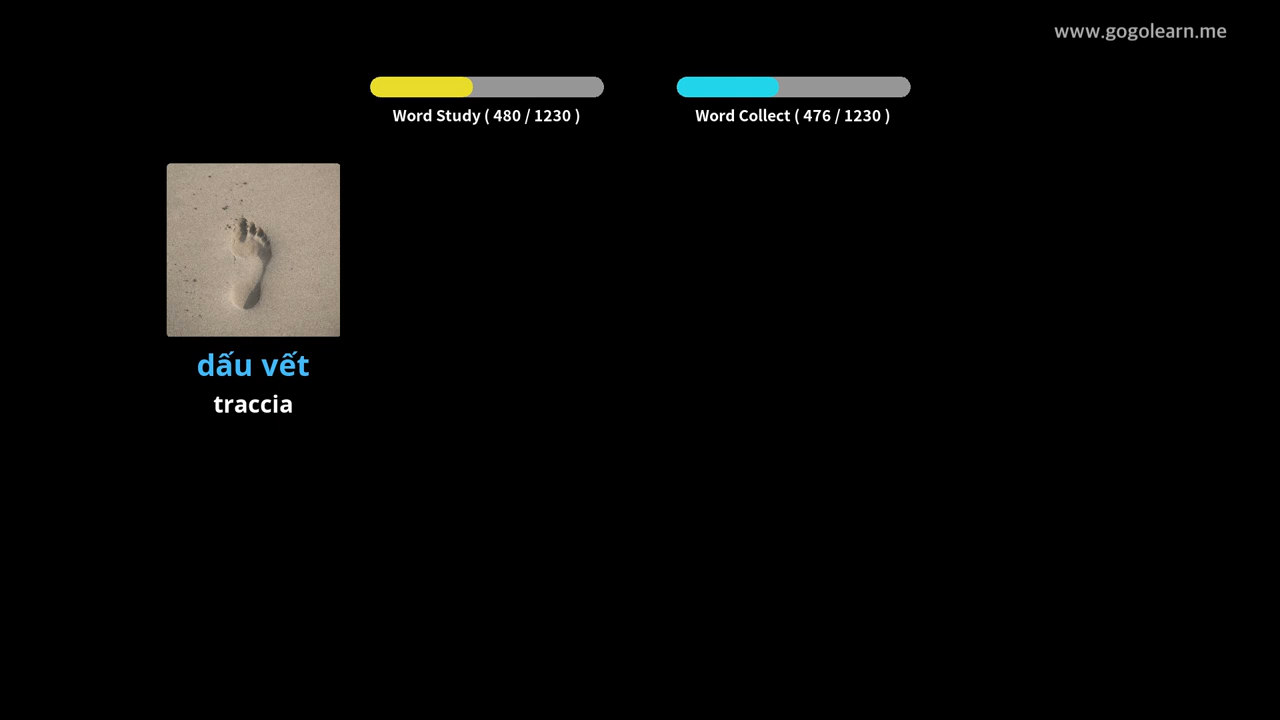 www.gogolearn.me
Word Study ( 480 / 1230 )
Word Collect ( 476 / 1230 )
dấu vết
traccia